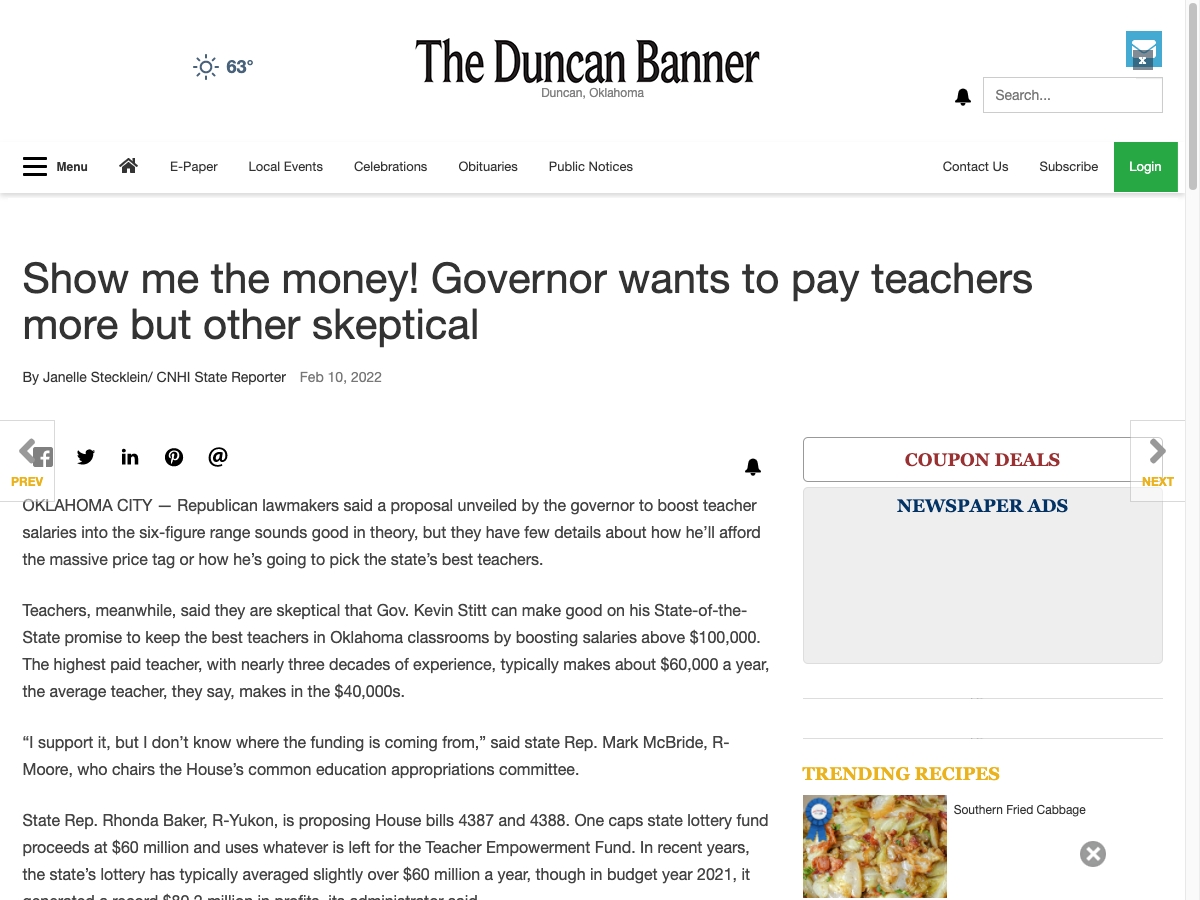 63°
The Duncan Banner
Duncan, Oklahoma
x
Search...
Menu
E-Paper
Local Events
Celebrations
Obituaries
Public Notices
Contact Us
Subscribe
Login
Show me the money! Governor wants to pay teachers
more but other skeptical
By Janelle Stecklein/ CNHI State Reporter Feb 10, 2022
PREV
NEXT
OKLAHOMA CITY — Republican lawmakers said a proposal unveiled by the governor to boost teacher
salaries into the six-figure range sounds good in theory, but they have few details about how he’ll afford
the massive price tag or how he’s going to pick the state’s best teachers.
Teachers, meanwhile, said they are skeptical that Gov. Kevin Stitt can make good on his State-of-the-
State promise to keep the best teachers in Oklahoma classrooms by boosting salaries above $100,000.
The highest paid teacher, with nearly three decades of experience, typically makes about $60,000 a year,
the average teacher, they say, makes in the $40,000s.
“I support it, but I don’t know where the funding is coming from,” said state Rep. Mark McBride, R-
Moore, who chairs the House’s common education appropriations committee.
State Rep. Rhonda Baker, R-Yukon, is proposing House bills 4387 and 4388. One caps state lottery fund
proceeds at $60 million and uses whatever is left for the Teacher Empowerment Fund. In recent years,
the state’s lottery has typically averaged slightly over $60 million a year, though in budget year 2021, it
generated a record $89.2 million in profits, its administrator said.
COUPON DEALS
NEWSPAPER ADS
TRENDING RECIPES
Southern Fried Cabbage